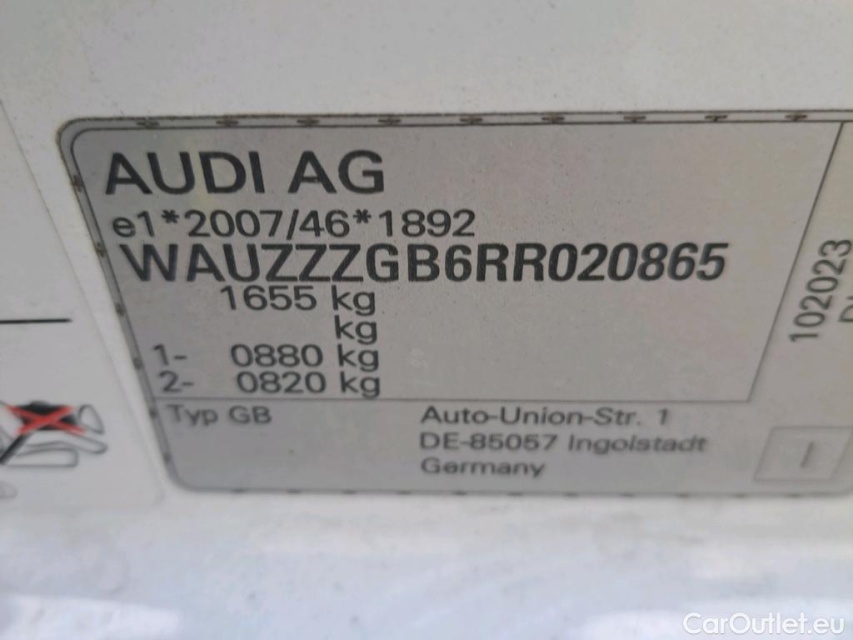 AUDI AG
e1*2007/46*1892
WAUZZZGB6RR020865
1655 kg
kg
1- 0880 kg
2- 0820 kg
Typ GB
Auto-Union-Str. 1
DE-85057 Ingolstadt
Germany
102023
CarOutlet.eu